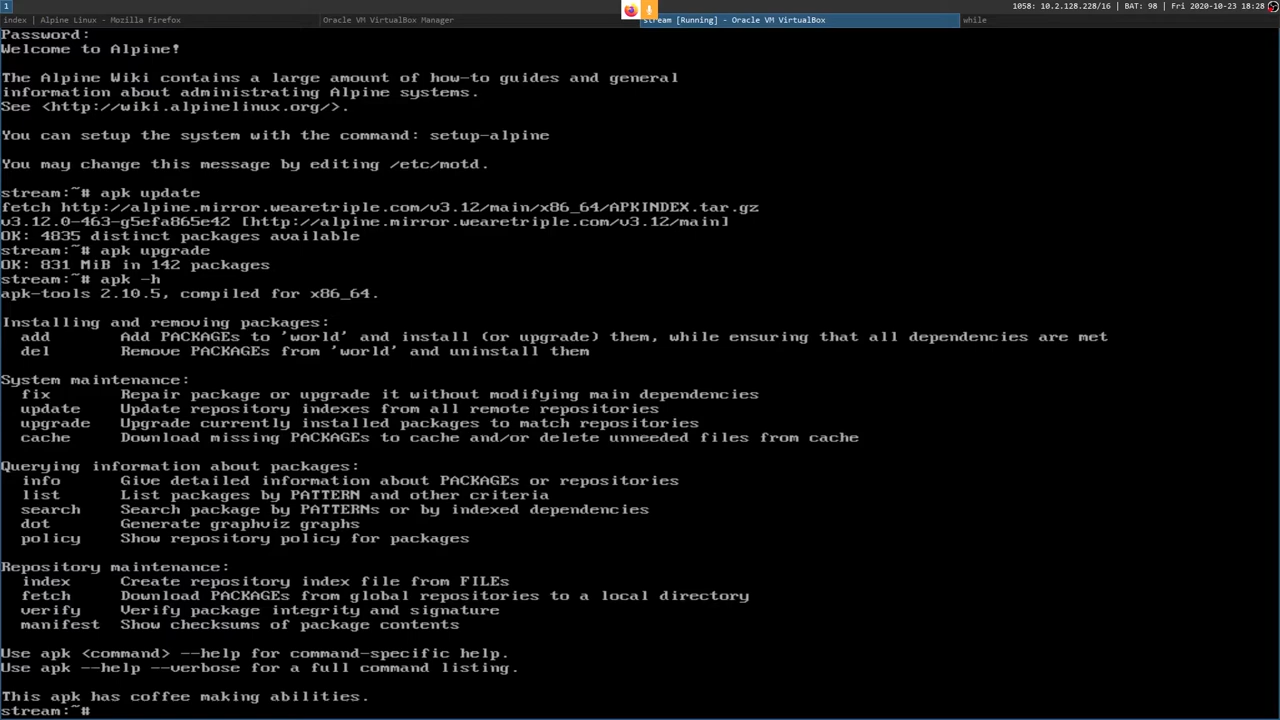 1
1058: 10.2.128.228/16 | BAT: 98 | Fri 2020-10-23 18:28
index | Alpine Linux - Mozilla Firefox
Oracle VM VirtualBox Manager
stream [Running] - Oracle VM VirtualBox
while
Password:
Welcome to Alpine!
The Alpine Wiki contains a large amount of how-to guides and general
information about administrating Alpine systems.
See <http://wiki.alpinelinux.org/>.
You can setup the system with the command: setup-alpine
You may change this message by editing /etc/motd.
stream:~# apk update
fetch http://alpine.mirror.wearetriple.com/v3.12/main/x86_64/APKINDEX.tar.gz
v3.12.0-463-g5efa865e42 [http://alpine.mirror.wearetriple.com/v3.12/main]
OK: 4835 distinct packages available
stream:~# apk upgrade
OK: 831 MiB in 142 packages
stream:~# apk -h
apk-tools 2.10.5, compiled for x86_64.
Installing and removing packages:
add Add PACKAGEs to 'world' and install (or upgrade) them, while ensuring that all dependencies are met
del Remove PACKAGEs from 'world' and uninstall them
System maintenance:
fix Repair package or upgrade it without modifying main dependencies
update Update repository indexes from all remote repositories
upgrade Upgrade currently installed packages to match repositories
cache Download missing PACKAGEs to cache and/or delete unneeded files from cache
Querying information about packages:
info Give detailed information about PACKAGEs or repositories
list List packages by PATTERN and other criteria
search Search package by PATTERNs or by indexed dependencies
dot Generate graphviz graphs
policy Show repository policy for packages
Repository maintenance:
index Create repository index file from FILEs
fetch Download PACKAGEs from global repositories to a local directory
verify Verify package integrity and signature
manifest Show checksums of package contents
Use apk <command> --help for command-specific help.
Use apk --help --verbose for a full command listing.
This apk has coffee making abilities.
stream:~#